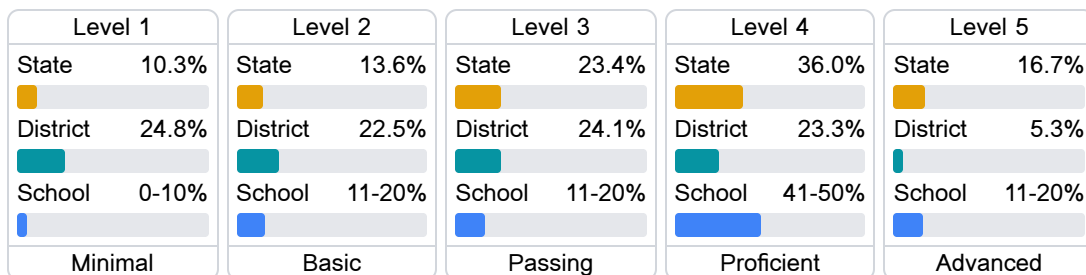 Level 1
State 10.3%
District 24.8%
School 0-10%
Minimal
Level 2
State 13.6%
District 22.5%
School 11-20%
Basic
Level 3
State 23.4%
District 24.1%
School 11-20%
Passing
Level 4
State 36.0%
District 23.3%
School 41-50%
Proficient
Level 5
State 16.7%
District 5.3%
School 11-20%
Advanced